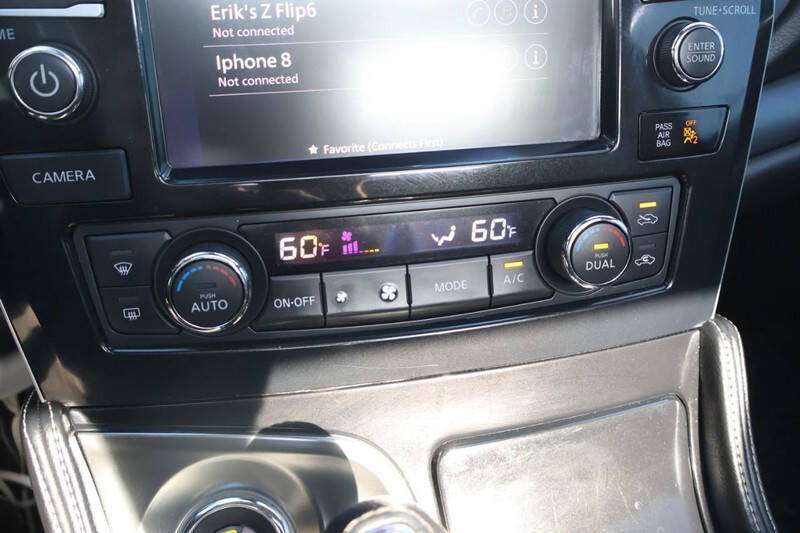 Erik's Z Flip6
Not connected
Iphone 8
Not connected
★ Favorite (Connects First)
TUNE•SCROLL
ENTER
SOUND
PASS
AIR
BAG
OFF
2
CAMERA
60°F
60°F
PUSH
AUTO
ON•OFF
MODE
A/C
PUSH
DUAL